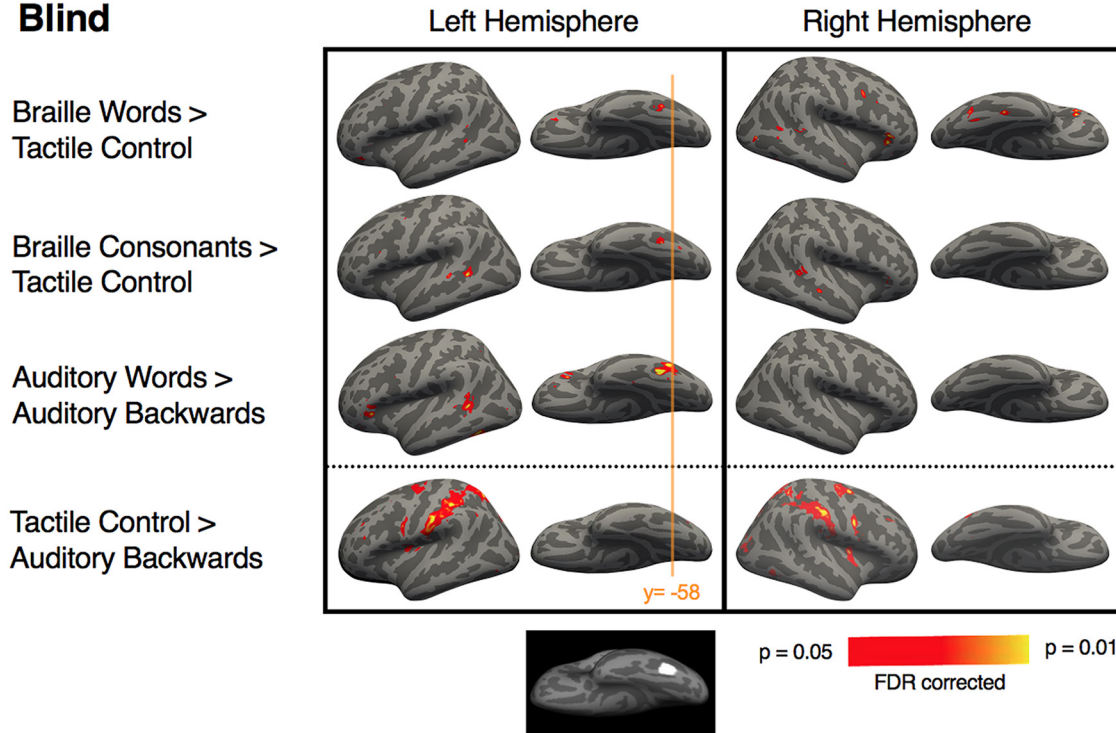 Blind
Left Hemisphere
Right Hemisphere
Braille Words >
Tactile Control
Braille Consonants >
Tactile Control
Auditory Words >
Auditory Backwards
Tactile Control >
Auditory Backwards
y= -58
p = 0.05
p = 0.01
FDR corrected